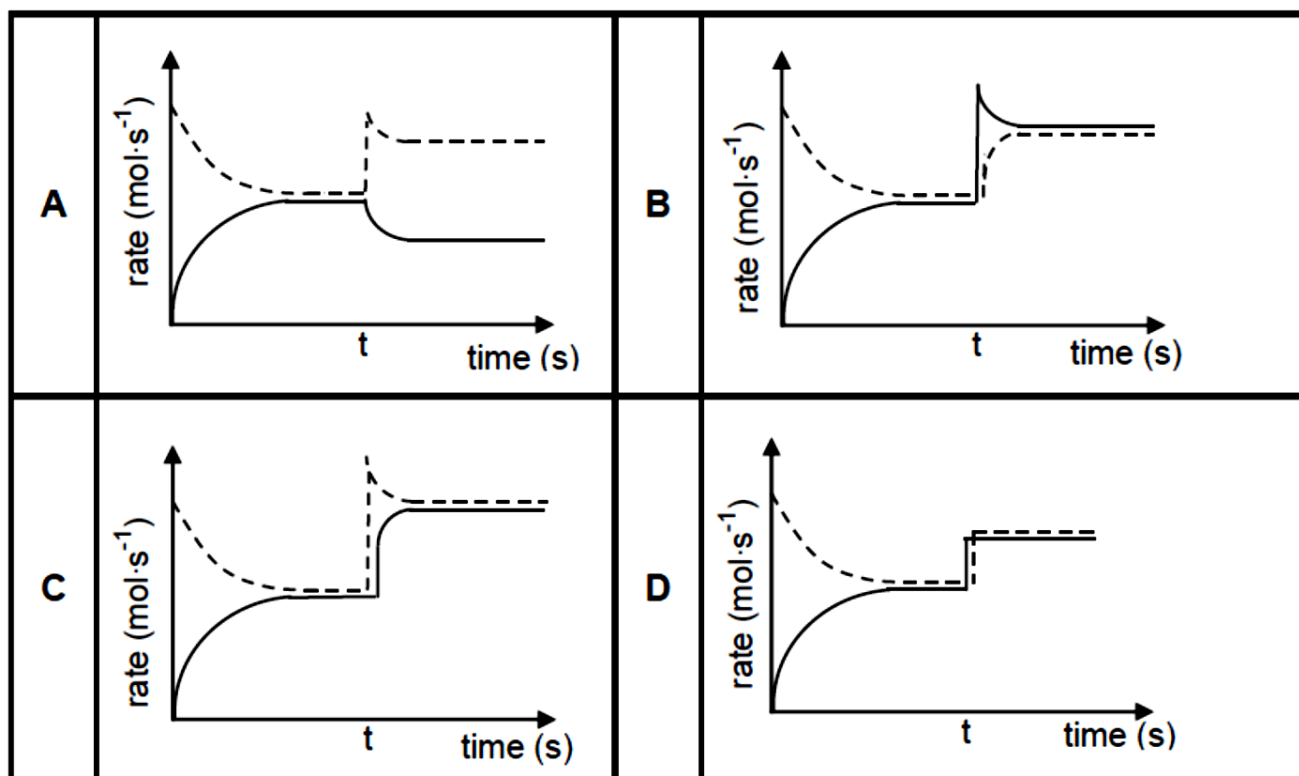 A
rate (mol·s⁻¹)
t
time (s)
B
rate (mol·s⁻¹)
t
time (s)
C
rate (mol·s⁻¹)
t
time (s)
D
rate (mol·s⁻¹)
t
time (s)